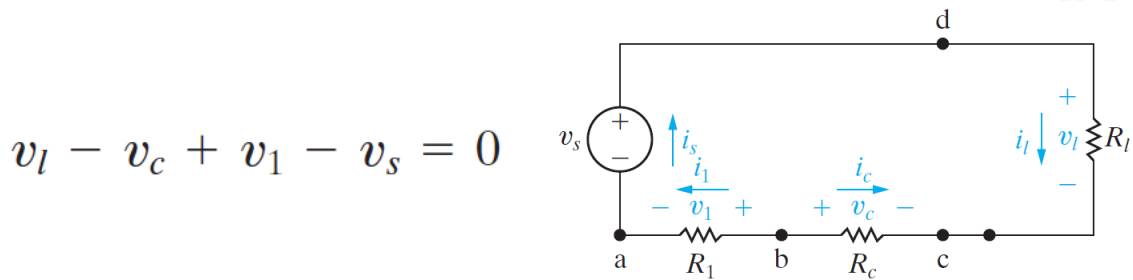 v_l − v_c + v_1 − v_s = 0
d
+
−
v_s
i_s
i_1
− v_1 +
i_c
+ v_c −
i_l
+
v_l
−
R_l
a
R_1
b
R_c
c